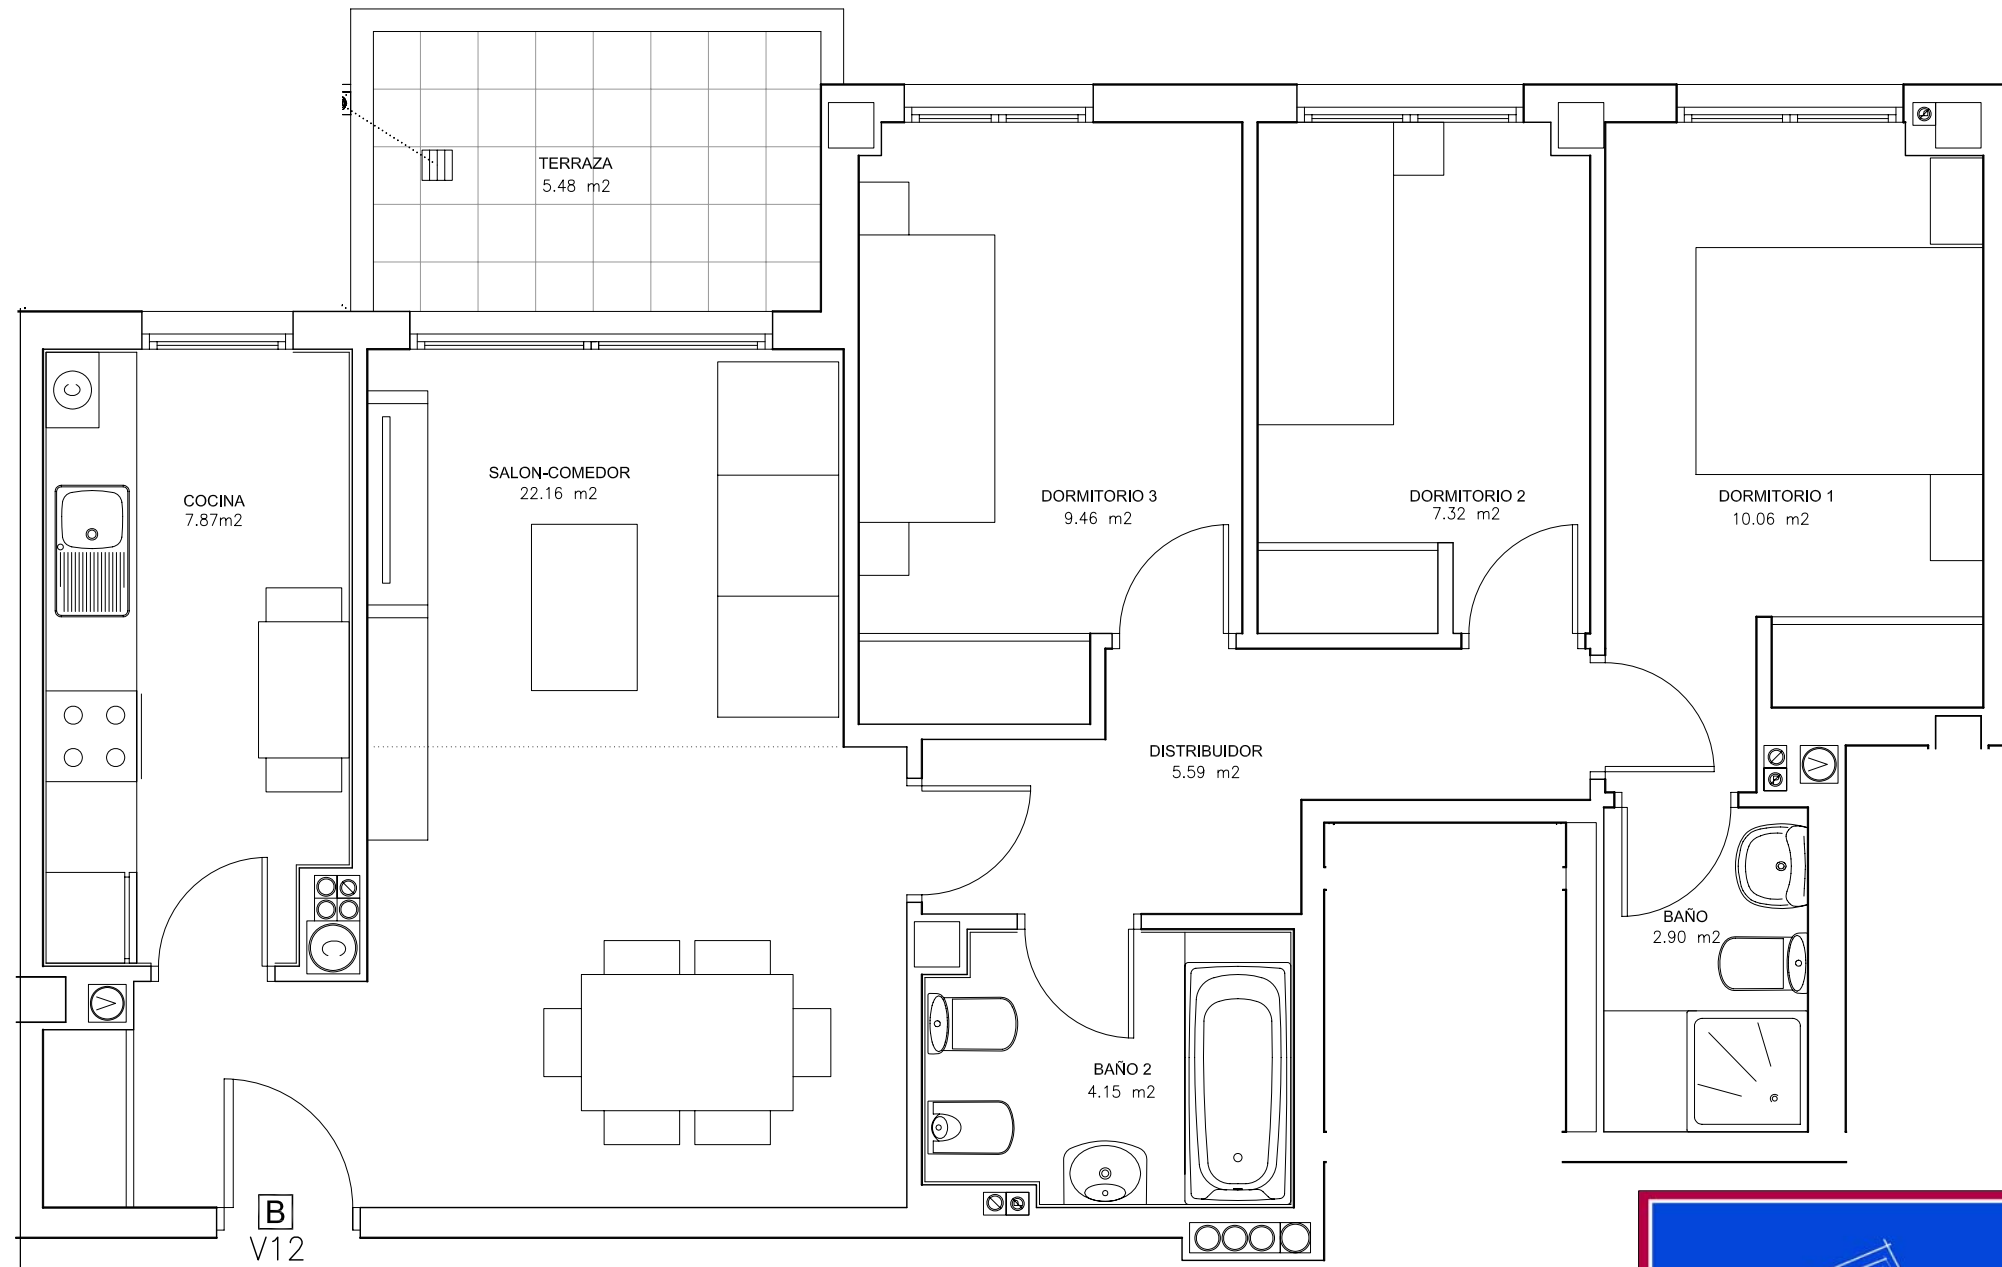 TERRAZA
5.48 m2
COCINA
7.87m2
SALON-COMEDOR
22.16 m2
DORMITORIO 3
9.46 m2
DORMITORIO 2
7.32 m2
DORMITORIO 1
10.06 m2
DISTRIBUIDOR
5.59 m2
BAÑO
2.90 m2
BAÑO 2
4.15 m2
C
C
V
V
B
V12